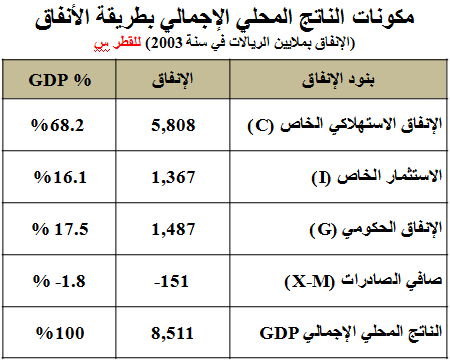 مكونات الناتج المحلي الإجمالي بطريقة الأنفاق
(الإنفاق بملايين الريالات في سنة 2003) للقطر س
بنود الإنفاق الإنفاق GDP %
الإنفاق الاستهلاكي الخاص (C) 5,808 %68.2
الاستثمار الخاص (I) 1,367 %16.1
الإنفاق الحكومي (G) 1,487 % 17.5
صافي الصادرات (X-M) -151 % -1.8
الناتج المحلي الإجمالي GDP 8,511 %100